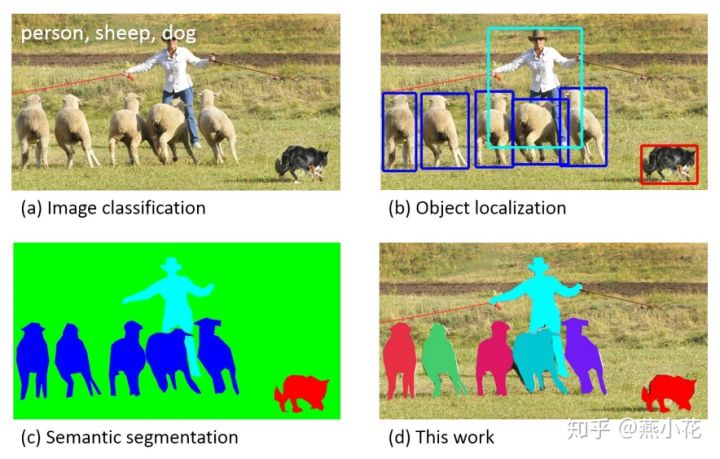 person, sheep, dog
(a) Image classification
(b) Object localization
(c) Semantic segmentation
(d) This work
知乎 @燕小花